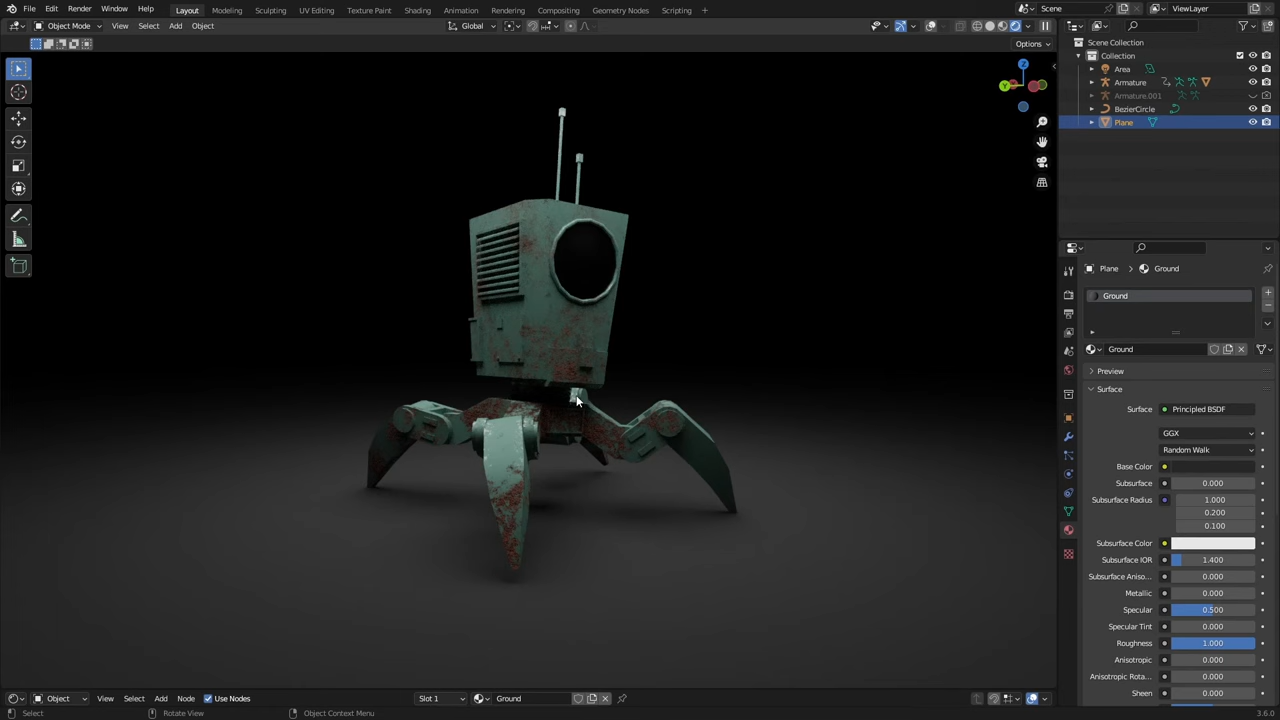 File Edit Render Window Help Layout Modeling Sculpting UV Editing Texture Paint Shading Animation Rendering Compositing Geometry Nodes Scripting + Scene ViewLayer
Object Mode View Select Add Object Global
Options
Scene Collection
Collection
Area
Armature
Armature.001
BezierCircle
Plane
Z
Y
Plane Ground
Ground
Ground
Preview
Surface
Surface Principled BSDF
GGX
Random Walk
Base Color
Subsurface 0.000
Subsurface Radius 1.000
0.200
0.100
Subsurface Color
Subsurface IOR 1.400
Subsurface Aniso... 0.000
Metallic 0.000
Specular 0.500
Specular Tint 0.000
Roughness 1.000
Anisotropic 0.000
Anisotropic Rota... 0.000
Sheen 0.000
Object View Select Add Node Use Nodes Slot 1 Ground
Select Rotate View Object Context Menu 3.6.0